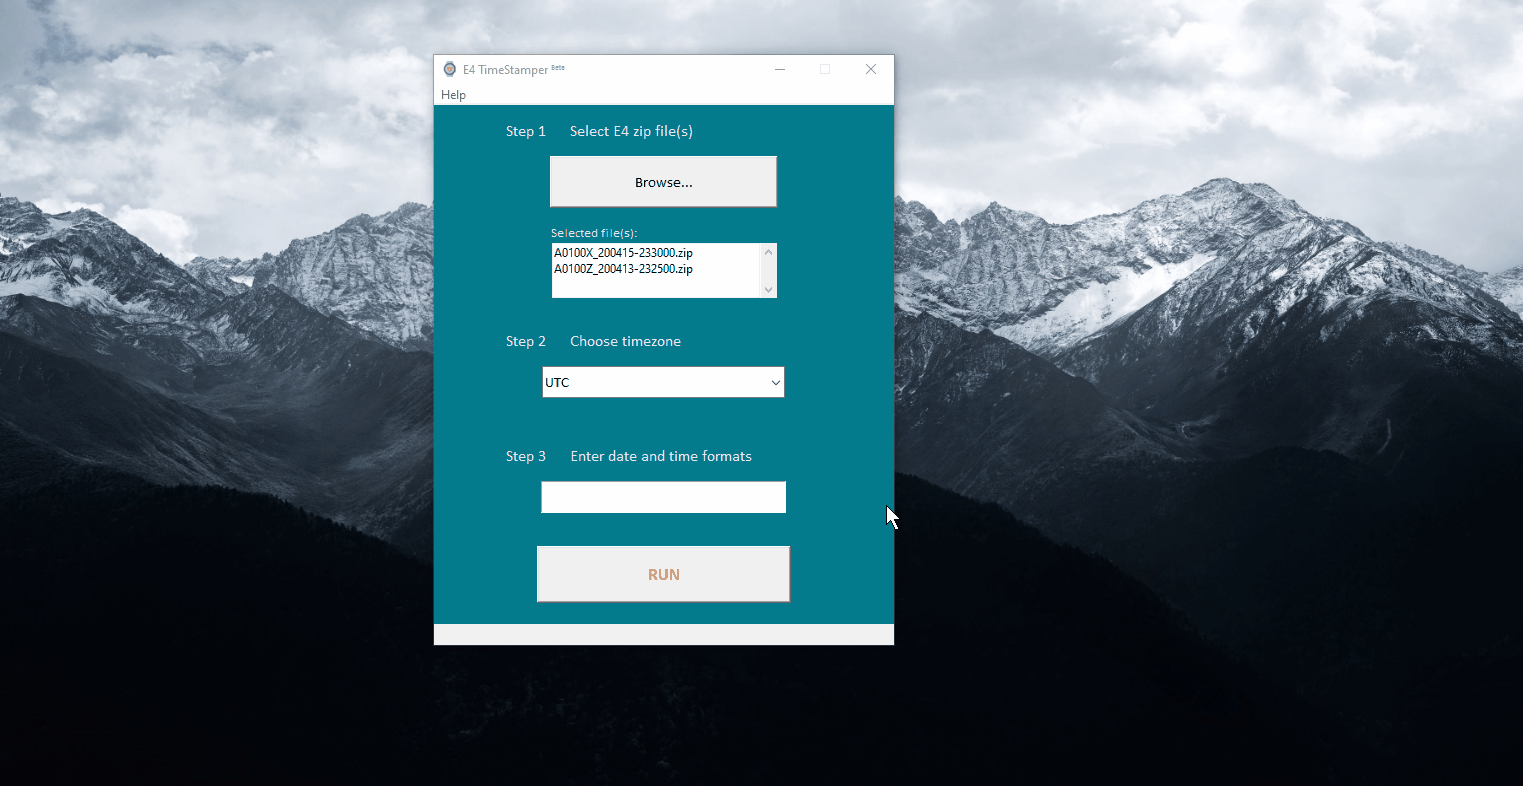 E4 TimeStamper Beta
Help
Step 1 Select E4 zip file(s)
Browse...
Selected file(s):
A0100X_200415-233000.zip
A0100Z_200413-232500.zip
Step 2 Choose timezone
UTC
Step 3 Enter date and time formats
RUN